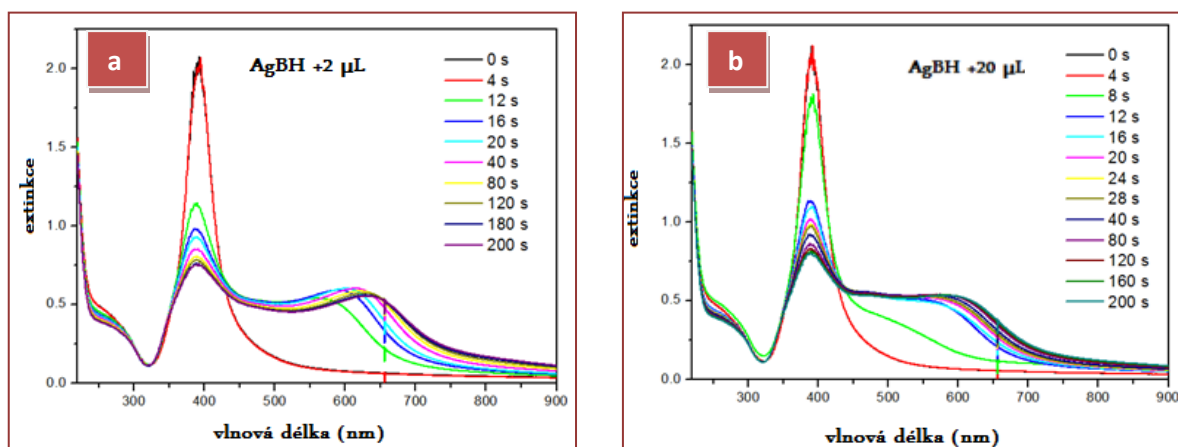 a
AgBH +2 µL
0 s
4 s
12 s
16 s
20 s
40 s
80 s
120 s
180 s
200 s
2.0
1.5
1.0
0.5
0.0
extinkce
300 400 500 600 700 800 900
vlnová délka (nm)
b
AgBH +20 µL
0 s
4 s
8 s
12 s
16 s
20 s
24 s
28 s
40 s
80 s
120 s
160 s
200 s
2.0
1.5
1.0
0.5
0.0
extinkce
300 400 500 600 700 800 900
vlnová délka (nm)